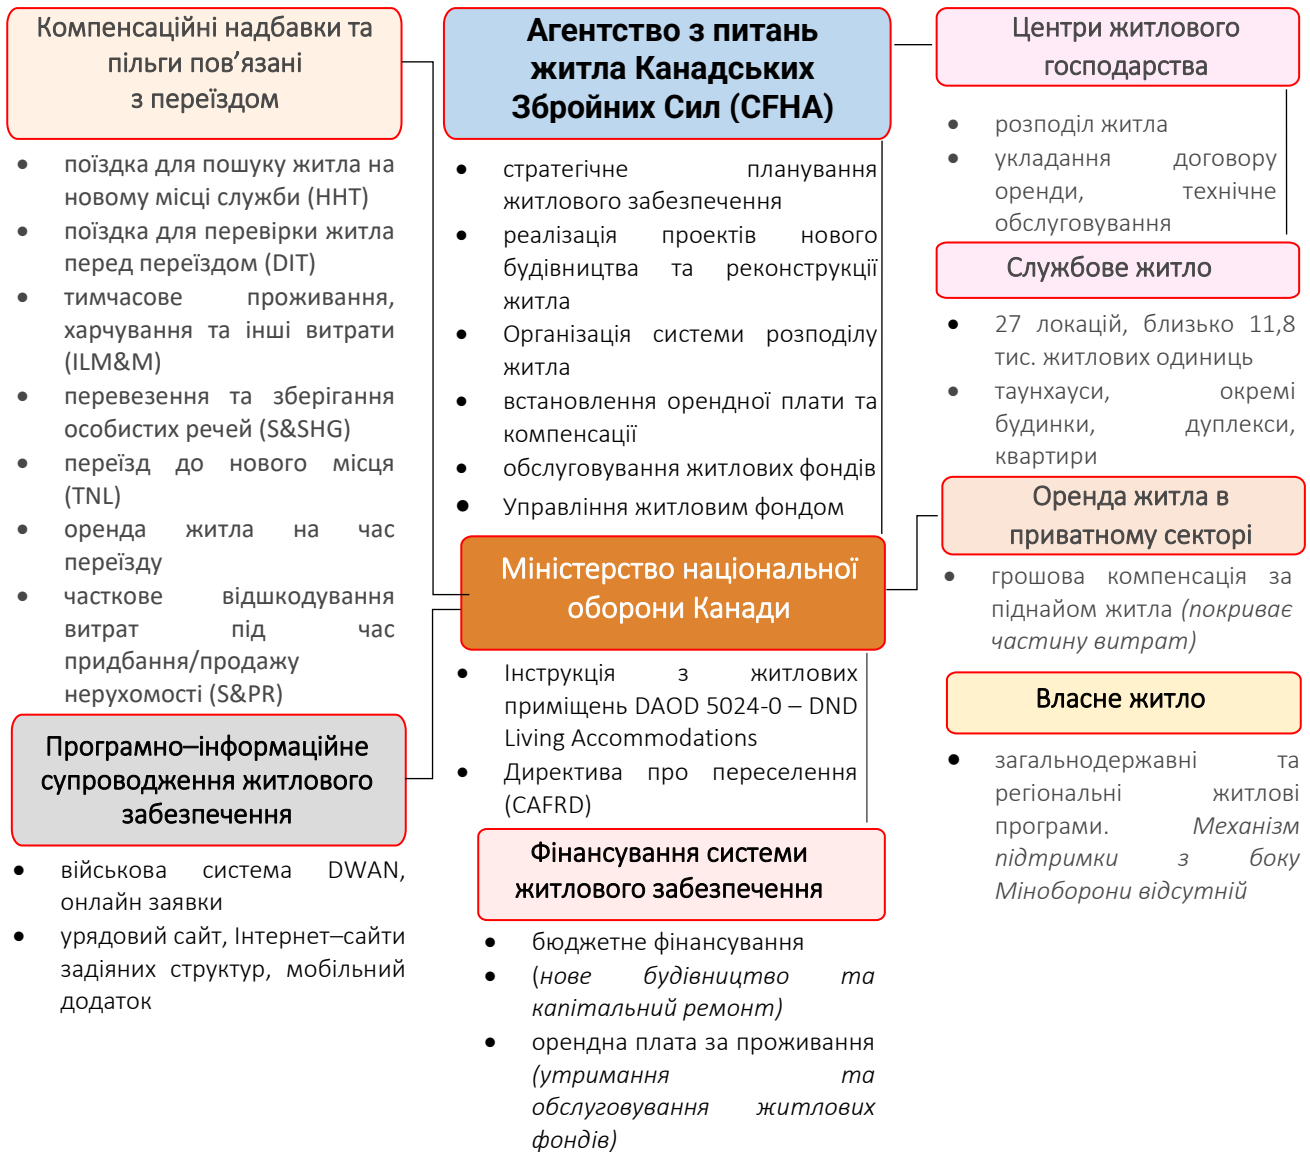 Компенсаційні надбавки та
пільги пов’язані
з переїздом
• поїздка для пошуку житла на
новому місці служби (HHT)
• поїздка для перевірки житла
перед переїздом (DIT)
• тимчасове проживання,
харчування та інші витрати
(ILM&M)
• перевезення та зберігання
особистих речей (S&SHG)
• переїзд до нового місця
(TNL)
• оренда житла на час
переїзду
• часткове відшкодування
витрат під час
придбання/продажу
нерухомості (S&PR)
Програмно–інформаційне
супроводження житлового
забезпечення
• військова система DWAN,
онлайн заявки
• урядовий сайт, Інтернет–сайти
задіяних структур, мобільний
додаток
Агентство з питань
житла Канадських
Збройних Сил (CFHA)
• стратегічне планування
житлового забезпечення
• реалізація проектів нового
будівництва та реконструкції
житла
• Організація системи розподілу
житла
• встановлення орендної плати та
компенсації
• обслуговування житлових фондів
• Управління житловим фондом
Міністерство національної
оборони Канади
• Інструкція з житлових
приміщень DAOD 5024-0 – DND
Living Accommodations
• Директива про переселення
(CAFRD)
Фінансування системи
житлового забезпечення
• бюджетне фінансування
• (нове будівництво та
капітальний ремонт)
• орендна плата за проживання
(утримання та
обслуговування житлових
фондів)
Центри житлового
господарства
• розподіл житла
• укладання договору
оренди, технічне
обслуговування
Службове житло
• 27 локацій, близько 11,8
тис. житлових одиниць
• таунхауси, окремі
будинки, дуплекси,
квартири
Оренда житла в
приватному секторі
• грошова компенсація за
піднайом житла (покриває
частину витрат)
Власне житло
• загальнодержавні та
регіональні житлові
програми. Механізм
підтримки з боку
Міноборони відсутній